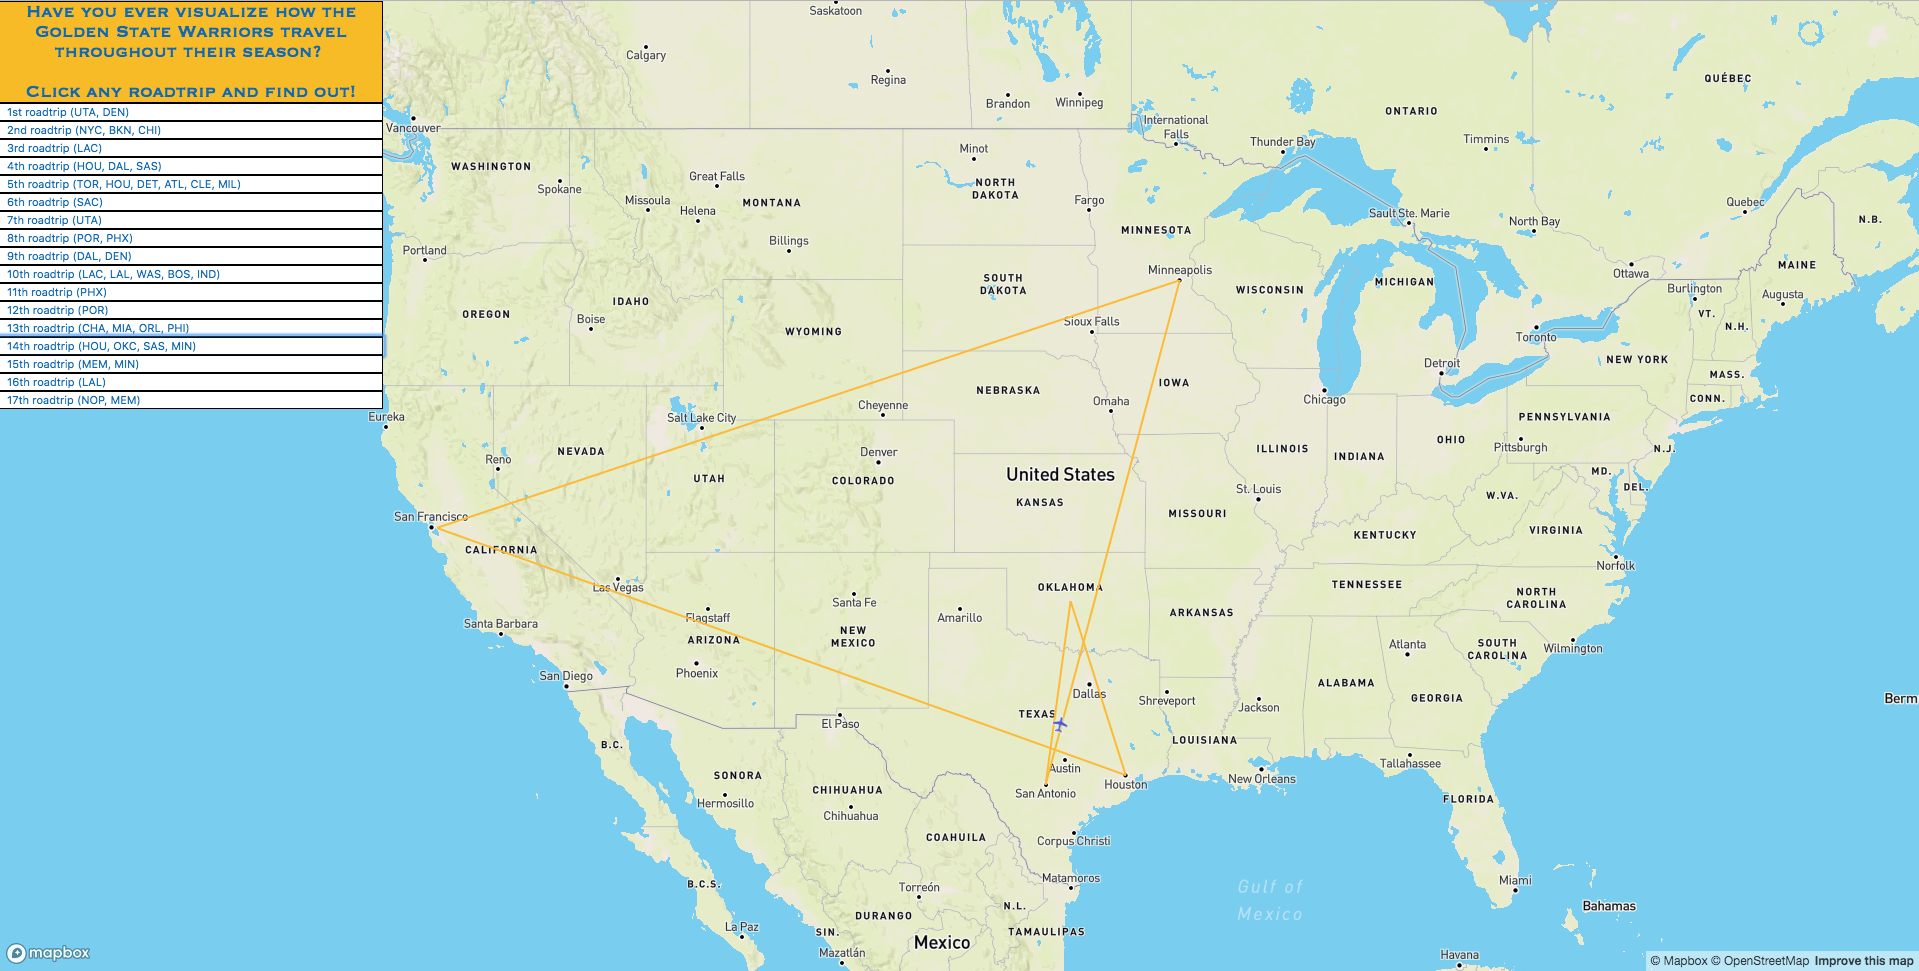 Have you ever visualize how the
Golden State Warriors travel
throughout their season?
Click any roadtrip and find out!
1st roadtrip (UTA, DEN)
2nd roadtrip (NYC, BKN, CHI)
3rd roadtrip (LAC)
4th roadtrip (HOU, DAL, SAS)
5th roadtrip (TOR, HOU, DET, ATL, CLE, MIL)
6th roadtrip (SAC)
7th roadtrip (UTA)
8th roadtrip (POR, PHX)
9th roadtrip (DAL, DEN)
10th roadtrip (LAC, LAL, WAS, BOS, IND)
11th roadtrip (PHX)
12th roadtrip (POR)
13th roadtrip (CHA, MIA, ORL, PHI)
14th roadtrip (HOU, OKC, SAS, MIN)
15th roadtrip (MEM, MIN)
16th roadtrip (LAL)
17th roadtrip (NOP, MEM)
Saskatoon
Calgary
Regina
Brandon
Winnipeg
QUÉBEC
ONTARIO
Vancouver
International
Falls
Thunder Bay
Timmins
WASHINGTON
Spokane
Great Falls
Minot
NORTH
DAKOTA
Missoula
Helena
MONTANA
Fargo
Sault Ste. Marie
North Bay
Quebec
N.B.
Portland
Billings
MINNESOTA
Minneapolis
Ottawa
MAINE
SOUTH
DAKOTA
WISCONSIN
MICHIGAN
Burlington
Augusta
OREGON
IDAHO
Boise
WYOMING
Sioux Falls
VT.
N.H.
Toronto
NEW YORK
Detroit
MASS.
IOWA
NEBRASKA
Omaha
Chicago
CONN.
Eureka
Salt Lake City
Cheyenne
PENNSYLVANIA
Pittsburgh
OHIO
N.J.
Reno
NEVADA
Denver
ILLINOIS
INDIANA
UTAH
COLORADO
United States
KANSAS
St. Louis
MD.
DEL.
W.VA.
San Francisco
CALIFORNIA
MISSOURI
KENTUCKY
VIRGINIA
Norfolk
Las Vegas
OKLAHOMA
TENNESSEE
NORTH
CAROLINA
Santa Barbara
Flagstaff
Santa Fe
Amarillo
ARKANSAS
ARIZONA
NEW
MEXICO
Atlanta
SOUTH
CAROLINA
Wilmington
San Diego
Phoenix
Dallas
Shreveport
Jackson
ALABAMA
GEORGIA
Berm
El Paso
TEXAS
LOUISIANA
B.C.
Austin
Tallahassee
SONORA
Hermosillo
CHIHUAHUA
Chihuahua
San Antonio
Houston
New Orleans
FLORIDA
COAHUILA
Corpus Christi
Matamoros
Gulf of
Mexico
Miami
Bahamas
B.C.S.
Torreón
N.L.
DURANGO
La Paz
SIN.
Mexico
TAMAULIPAS
Mazatlán
Havana
mapbox
© Mapbox © OpenStreetMap Improve this map